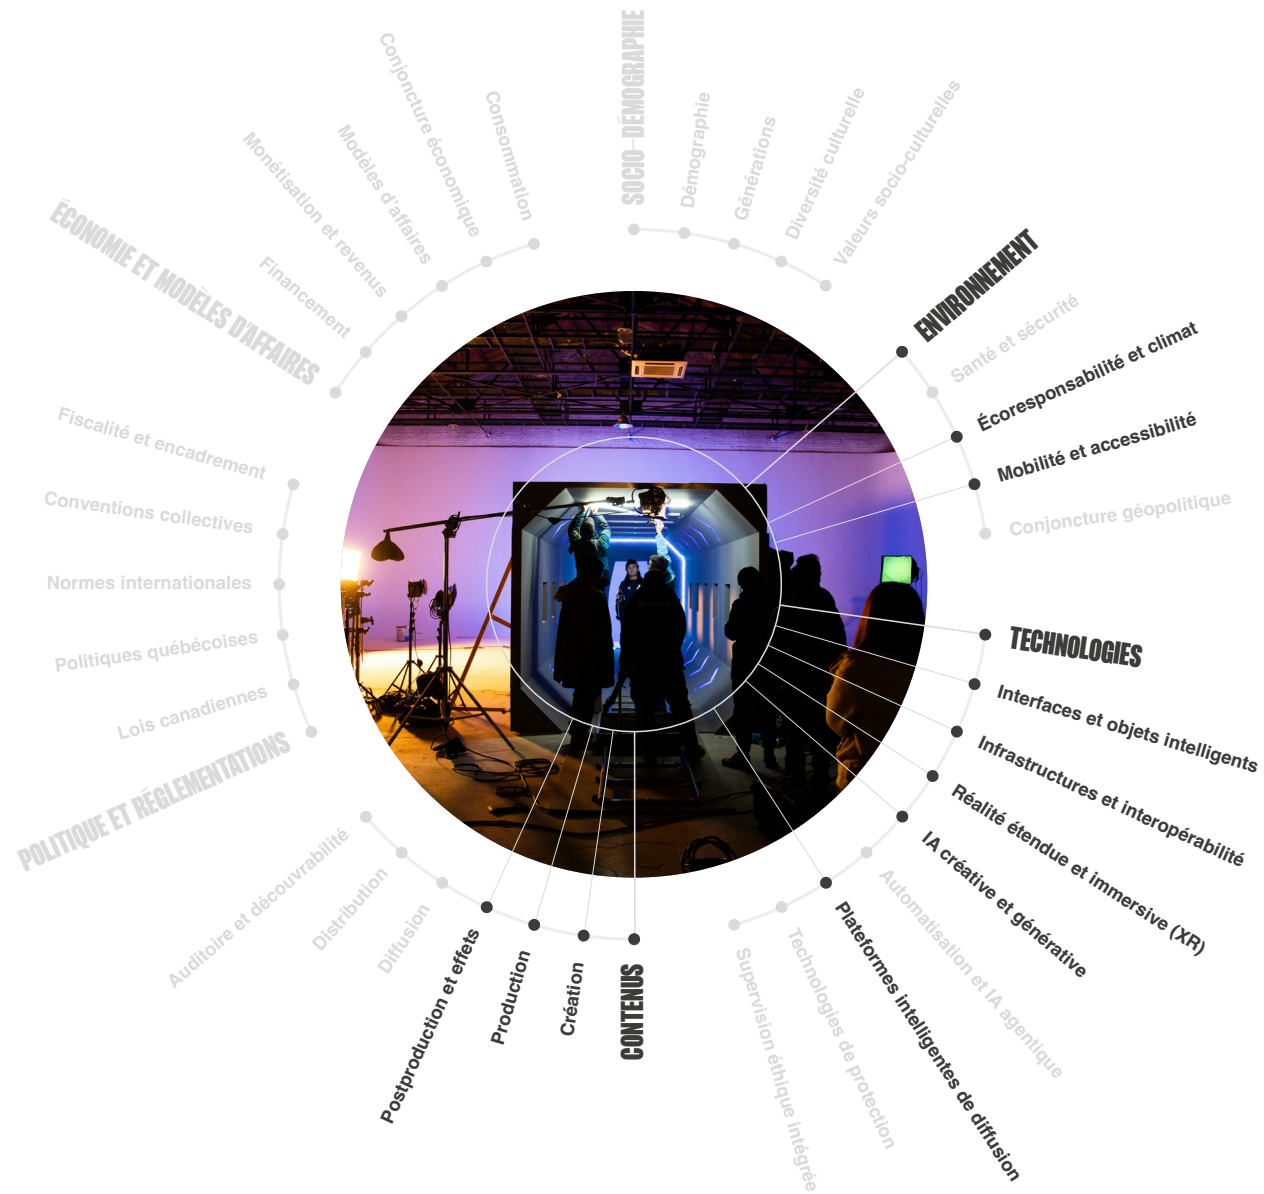 SOCIO-DÉMOGRAPHIE
Démographie
Générations
Diversité culturelle
Valeurs socio-culturelles
ENVIRONNEMENT
Santé et sécurité
Écoresponsabilité et climat
Mobilité et accessibilité
Conjoncture géopolitique
TECHNOLOGIES
Interfaces et objets intelligents
Infrastructures et interopérabilité
Réalité étendue et immersive (XR)
IA créative et générative
Automatisation et IA agentique
Plateformes intelligentes de diffusion
Technologies de protection
Supervision éthique intégrée
CONTENUS
Création
Production
Postproduction et effets
Diffusion
Distribution
Auditoire et découvrabilité
POLITIQUE ET RÉGLEMENTATIONS
Lois canadiennes
Politiques québécoises
Normes internationales
Conventions collectives
Fiscalité et encadrement
ÉCONOMIE ET MODÈLES D'AFFAIRES
Financement
Monétisation et revenus
Modèles d'affaires
Conjoncture économique
Consommation